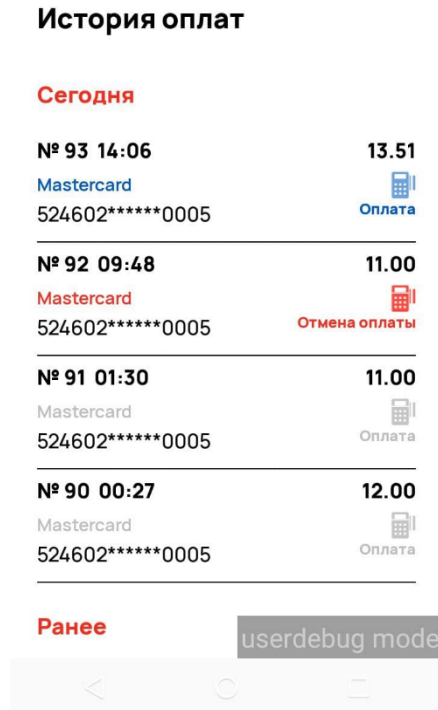 История оплат
Сегодня
№ 93 14:06 13.51
Mastercard
524602******0005 Оплата
№ 92 09:48 11.00
Mastercard
524602******0005 Отмена оплаты
№ 91 01:30 11.00
Mastercard
524602******0005 Оплата
№ 90 00:27 12.00
Mastercard
524602******0005 Оплата
Ранее
userdebug mode